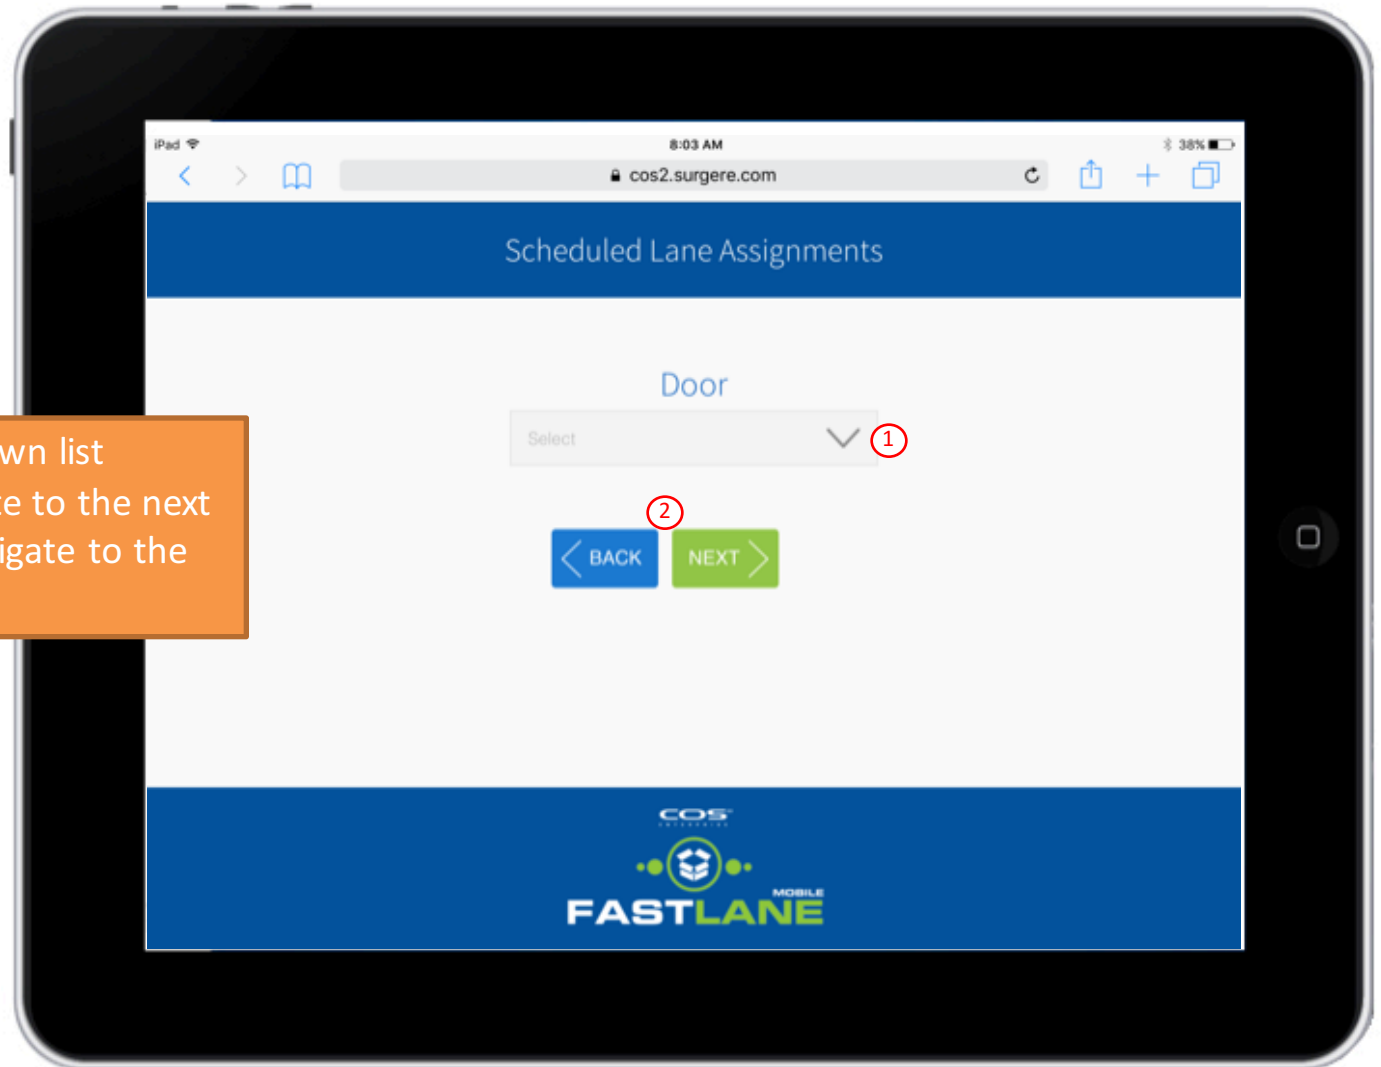 iPad 8:03 AM 38%
cos2.surgere.com
Scheduled Lane Assignments
Door
Select 1
2
BACK NEXT
wn list
te to the next
igate to the
COS
MOBILE
FASTLANE